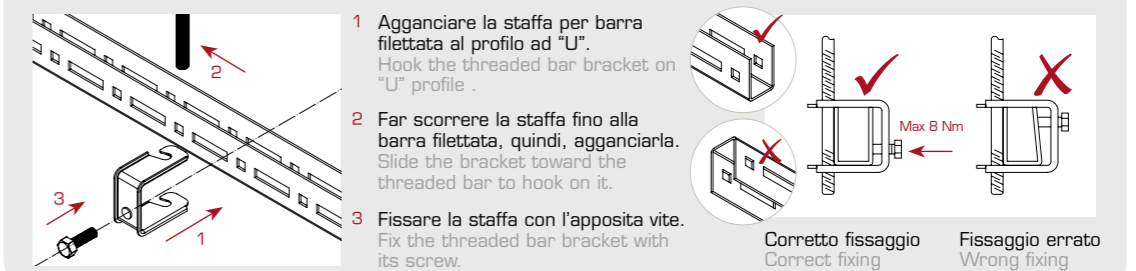 2
3
1
1 Agganciare la staffa per barra
filettata al profilo ad “U”.
Hook the threaded bar bracket on
“U” profile .
2 Far scorrere la staffa fino alla
barra filettata, quindi, agganciarla.
Slide the bracket toward the
threaded bar to hook on it.
3 Fissare la staffa con l’apposita vite.
Fix the threaded bar bracket with
its screw.
Max 8 Nm
Corretto fissaggio
Correct fixing
Fissaggio errato
Wrong fixing